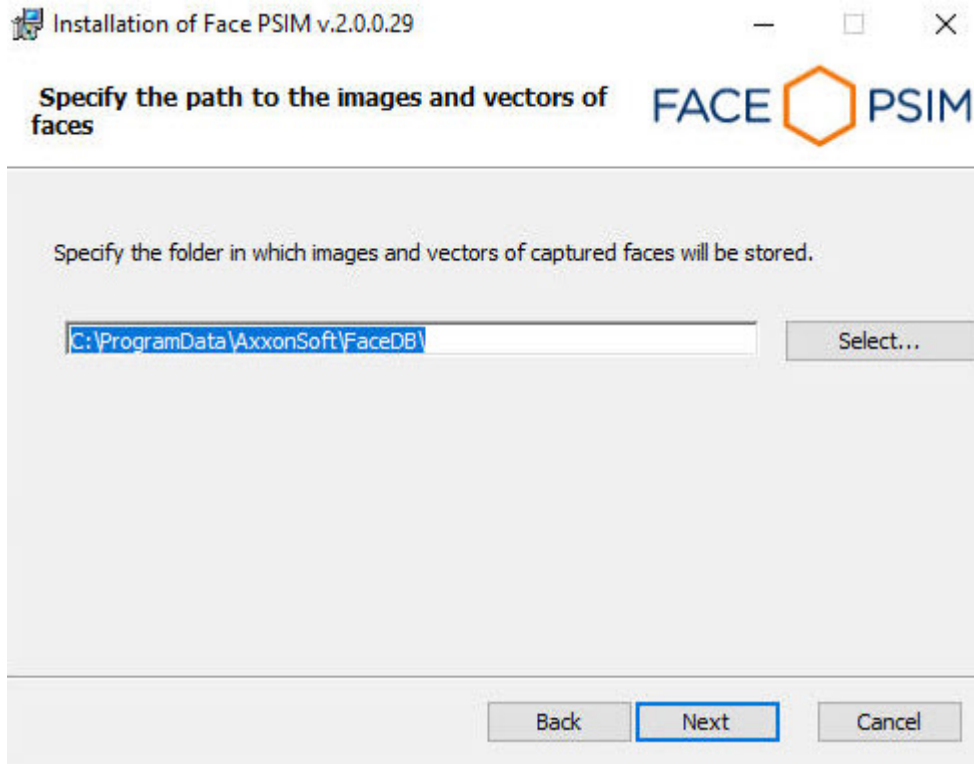 Installation of Face PSIM v.2.0.0.29
Specify the path to the images and vectors of
faces
FACE PSIM
Specify the folder in which images and vectors of captured faces will be stored.
C:\ProgramData\AxxonSoft\FaceDB\
Select...
Back
Next
Cancel